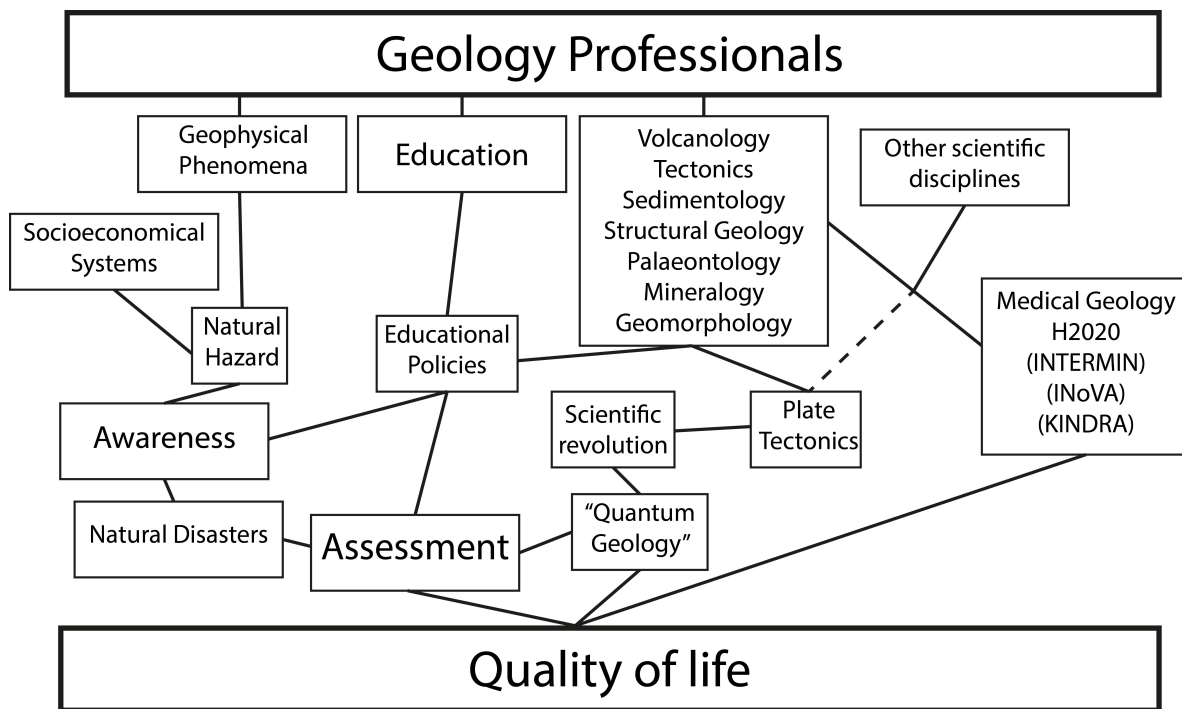 Geology Professionals
Geophysical
Phenomena
Education
Volcanology
Tectonics
Sedimentology
Structural Geology
Palaeontology
Mineralogy
Geomorphology
Other scientific
disciplines
Socioeconomical
Systems
Natural
Hazard
Educational
Policies
Medical Geology
H2020
(INTERMIN)
(INoVA)
(KINDRA)
Awareness
Scientific
revolution
Plate
Tectonics
Natural Disasters
Assessment
“Quantum
Geology”
Quality of life